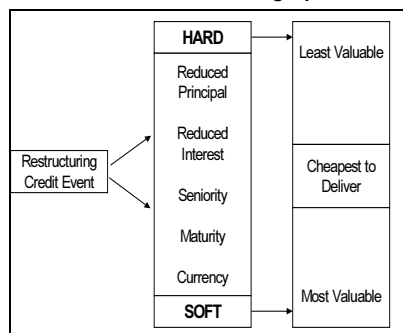 HARD
Reduced
Principal
Reduced
Interest
Seniority
Maturity
Currency
SOFT
Restructuring
Credit Event
Least Valuable
Cheapest to
Deliver
Most Valuable